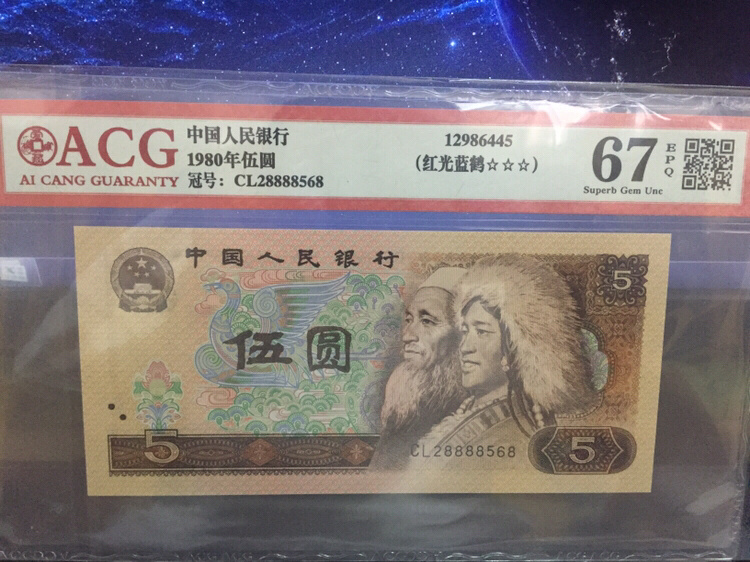 ACG
AI CANG GUARANTY
中国人民银行
1980年伍圆
冠号：CL28888568
12986445
(红光蓝鹤☆☆☆)
67
EPQ
Superb Gem Unc
中国人民银行
5
伍圆
5
CL28888568
5